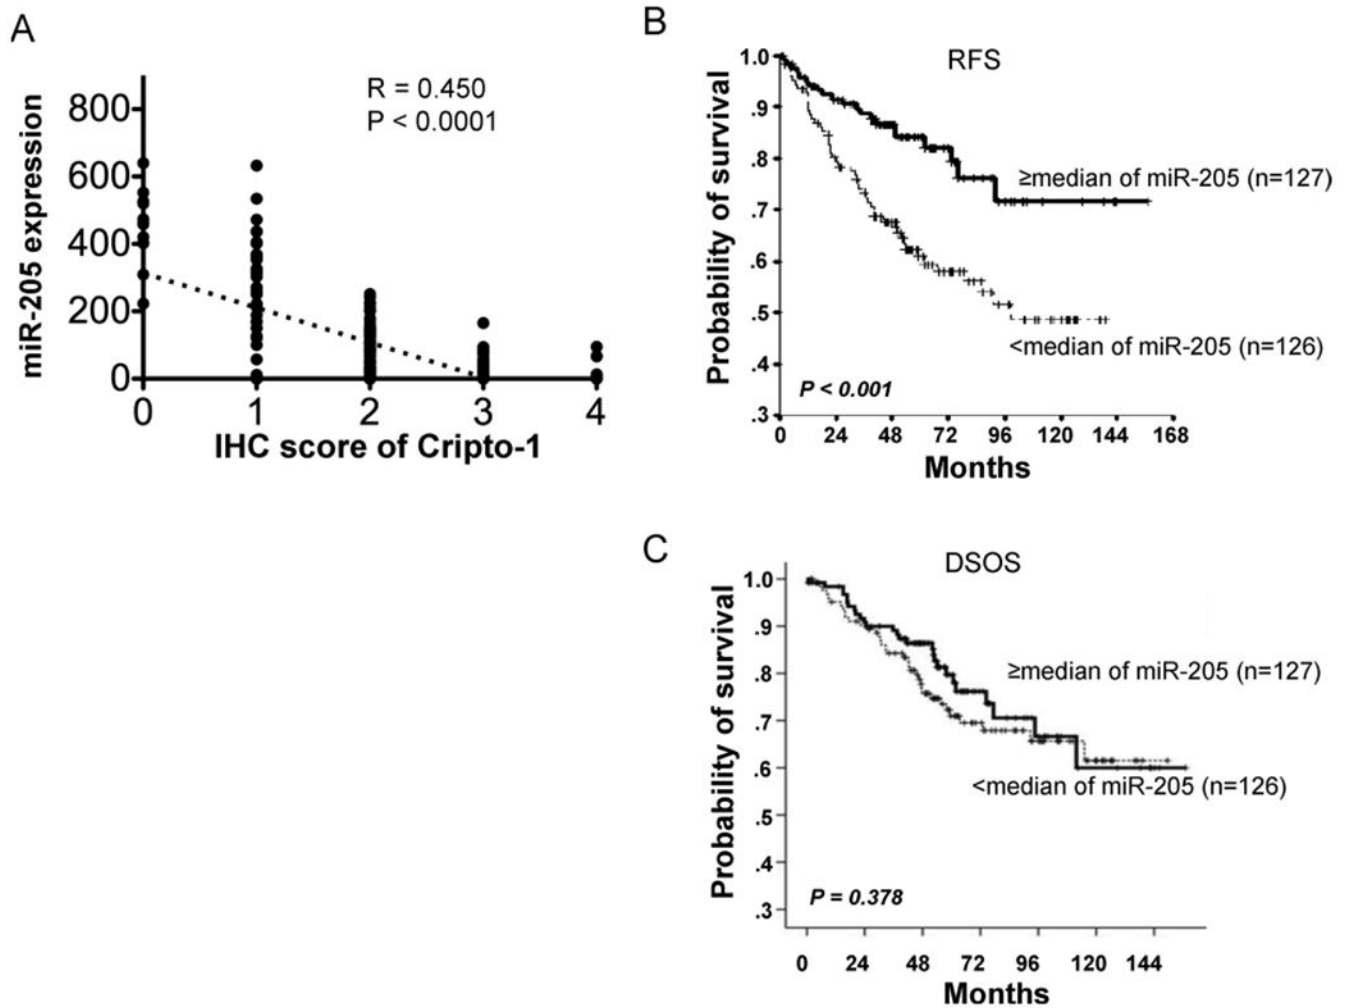 A
R = 0.450
P < 0.0001
miR-205 expression
800
600
400
200
0
0 1 2 3 4
IHC score of Cripto-1
B
RFS
Probability of survival
1.0
.9
.8
.7
.6
.5
.4
.3
≥median of miR-205 (n=127)
<median of miR-205 (n=126)
P < 0.001
0 24 48 72 96 120 144 168
Months
C
DSOS
Probability of survival
1.0
.9
.8
.7
.6
.5
.4
.3
≥median of miR-205 (n=127)
<median of miR-205 (n=126)
P = 0.378
0 24 48 72 96 120 144
Months